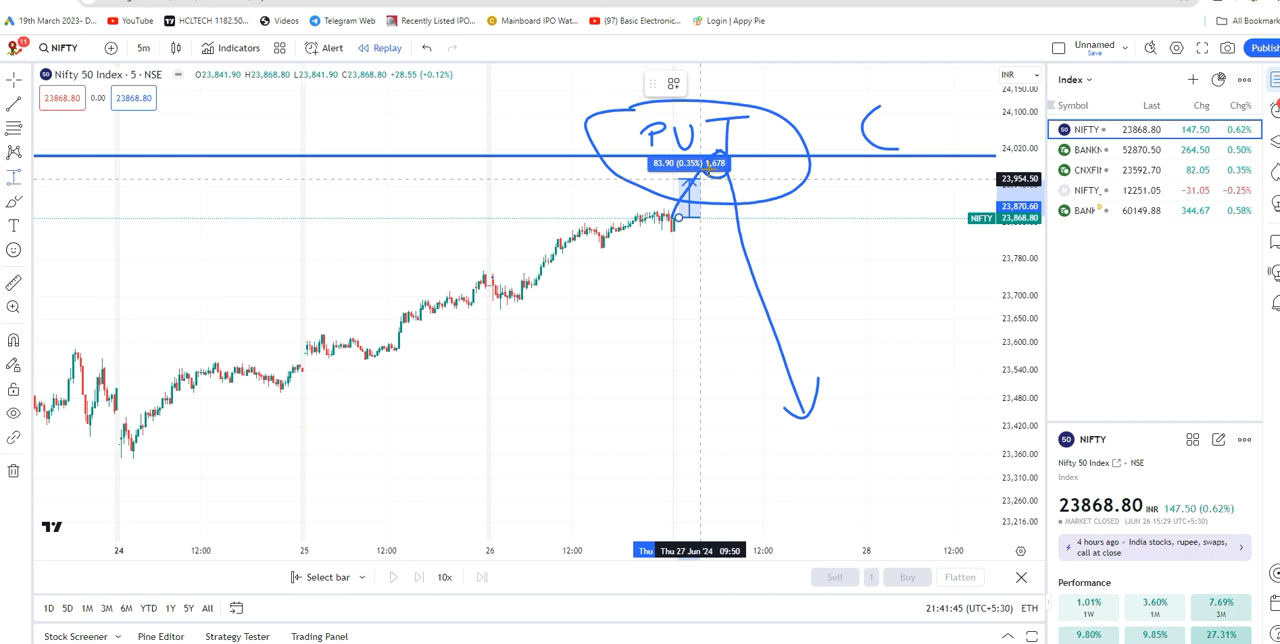 19th March 2023- D... YouTube HCLTECH 1182.50... Videos Telegram Web Recently Listed IPO... Mainboard IPO Wat... (97) Basic Electronic... Login | Appy Pie All Bookmark
11 NIFTY 5m Indicators Alert Replay Unnamed Save Publis
Nifty 50 Index · 5 · NSE O23,841.90 H23,868.80 L23,841.90 C23,868.80 +28.55 (+0.12%)
23868.80 0.00 23868.80
INR
24,150.00
24,100.00
PUT
24,020.00
83.90 (0.35%) 1,678
23,954.50
23,870.60
NIFTY 23,868.80
23,780.00
23,700.00
23,650.00
23,600.00
23,540.00
23,480.00
23,420.00
23,360.00
23,310.00
23,260.00
23,216.00
24 12:00 25 12:00 26 12:00 Thu Thu 27 Jun '24 09:50 12:00 28 12:00
Select bar 10x Sell 1 Buy Flatten
1D 5D 1M 3M 6M YTD 1Y 5Y All 21:41:45 (UTC+5:30) ETH
Stock Screener Pine Editor Strategy Tester Trading Panel
Index
Symbol Last Chg Chg%
NIFTY 23868.80 147.50 0.62%
BANKN 52870.50 264.50 0.50%
CNXFI 23592.70 82.05 0.35%
NIFTY_ 12251.05 -31.05 -0.25%
BANK D 60149.88 344.67 0.58%
50 NIFTY
Nifty 50 Index · NSE
Index
23868.80 INR 147.50 (0.62%)
MARKET CLOSED (JUN 26 15:29 UTC+5:30)
4 hours ago · India stocks, rupee, swaps,
call at close
Performance
1.01% 3.60% 7.69%
1W 1M 3M
9.80% 9.85% 27.31%